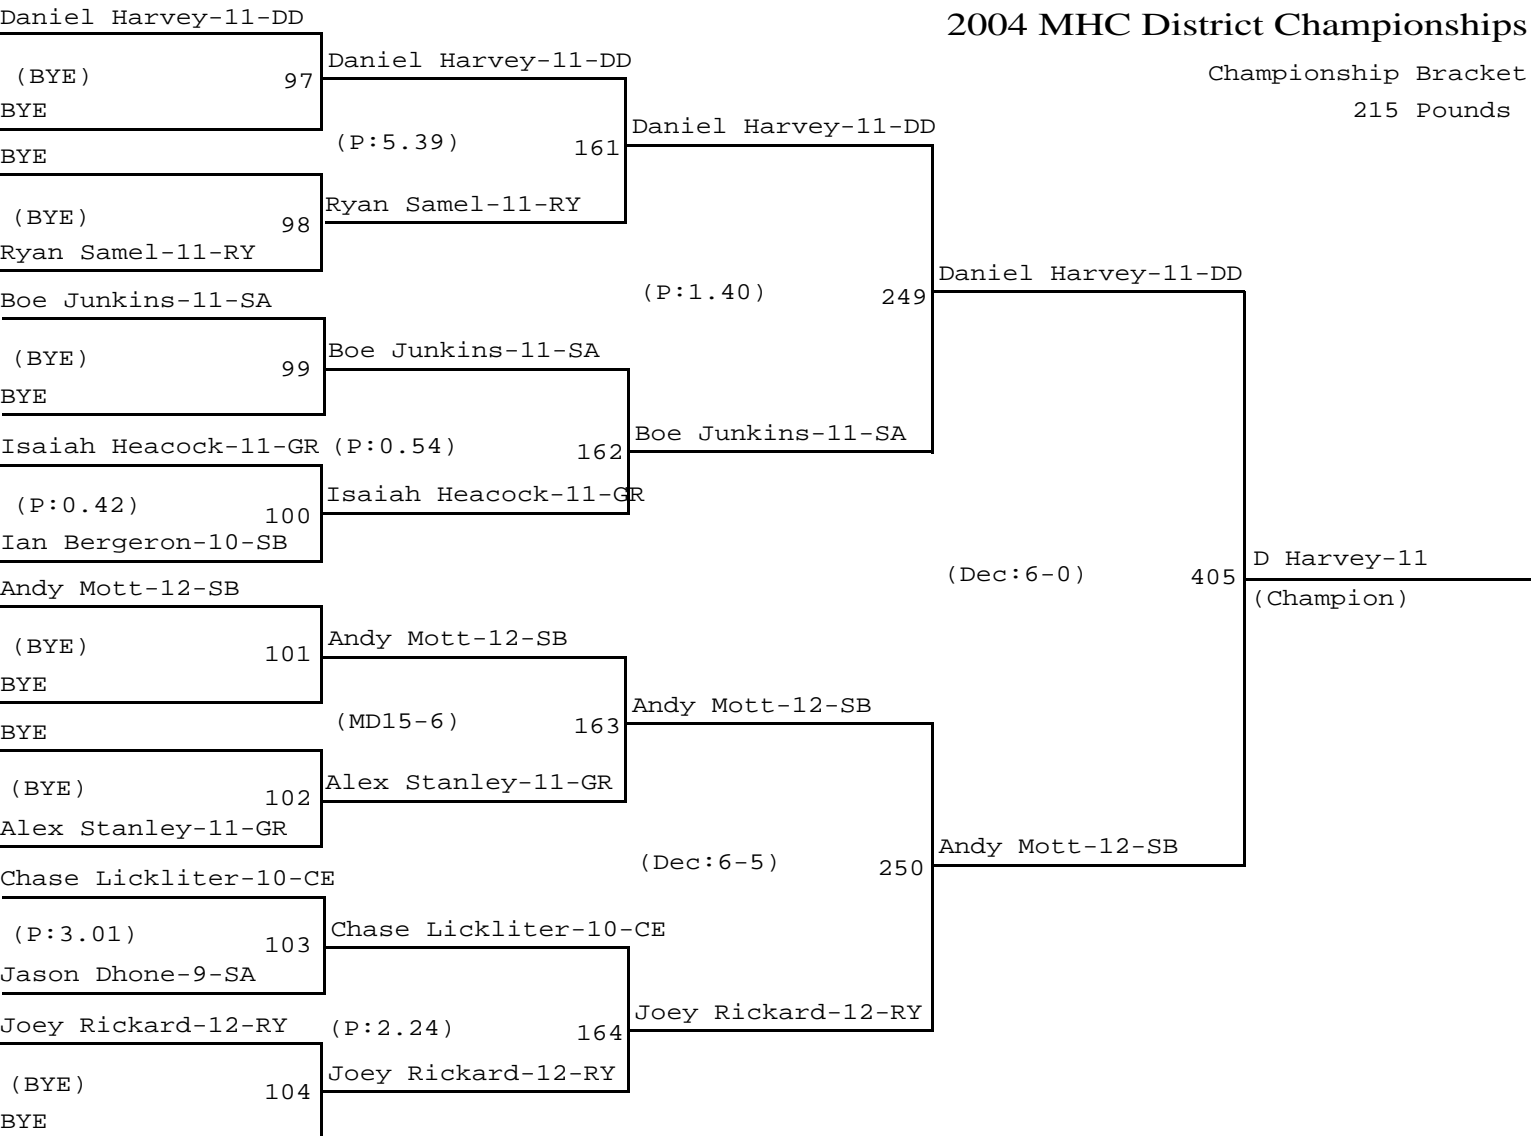 2004 MHC District Championships
Championship Bracket
215 Pounds
Daniel Harvey-11-DD
(BYE)
97
BYE
BYE
(BYE)
98
Ryan Samel-11-RY
Boe Junkins-11-SA
(BYE)
99
BYE
Isaiah Heacock-11-GR
(P:0.42)
100
Ian Bergeron-10-SB
Andy Mott-12-SB
(BYE)
101
BYE
BYE
(BYE)
102
Alex Stanley-11-GR
Chase Lickliter-10-CE
(P:3.01)
103
Jason Dhone-9-SA
Joey Rickard-12-RY
(BYE)
104
BYE
Daniel Harvey-11-DD
(P:5.39)
161
Ryan Samel-11-RY
Boe Junkins-11-SA
(P:0.54)
162
Isaiah Heacock-11-GR
Andy Mott-12-SB
(MD15-6)
163
Alex Stanley-11-GR
Chase Lickliter-10-CE
(P:2.24)
164
Joey Rickard-12-RY
Daniel Harvey-11-DD
(P:1.40)
249
Boe Junkins-11-SA
Andy Mott-12-SB
(Dec:6-5)
250
Joey Rickard-12-RY
Daniel Harvey-11-DD
(Dec:6-0)
405
Andy Mott-12-SB
D Harvey-11
(Champion)